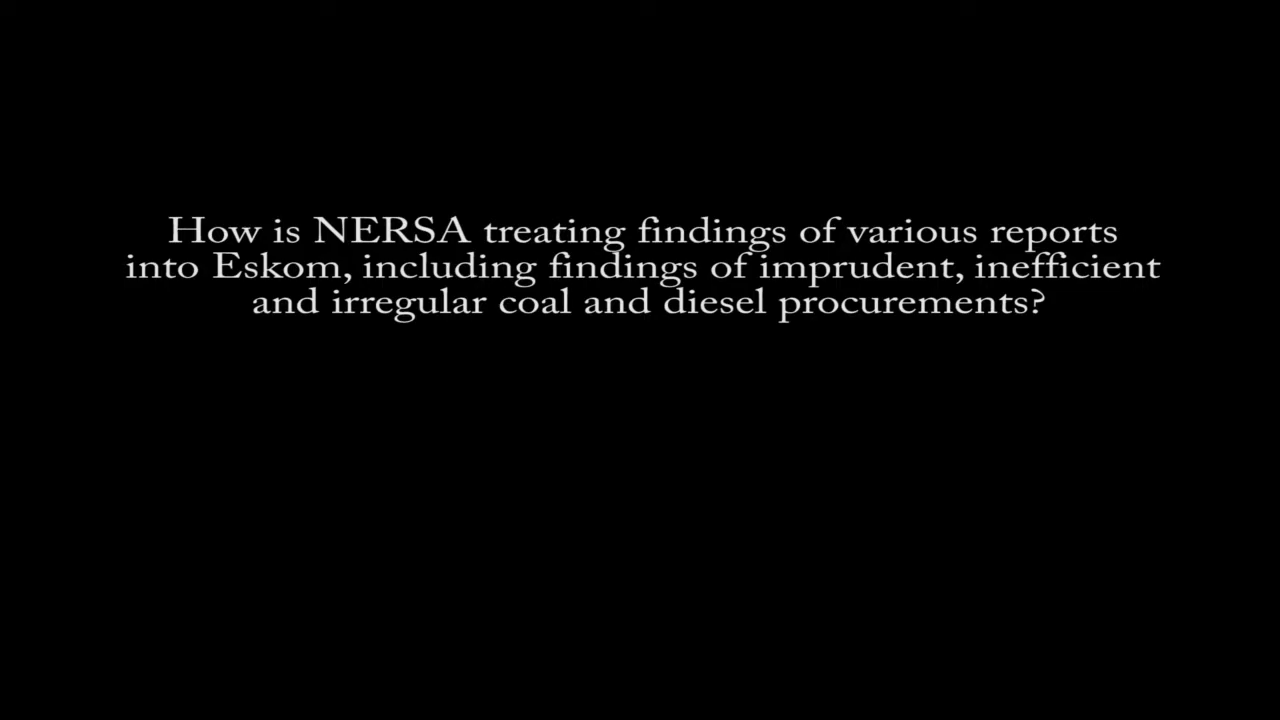 How is NERSA treating findings of various reports
into Eskom, including findings of imprudent, inefficient
and irregular coal and diesel procurements?